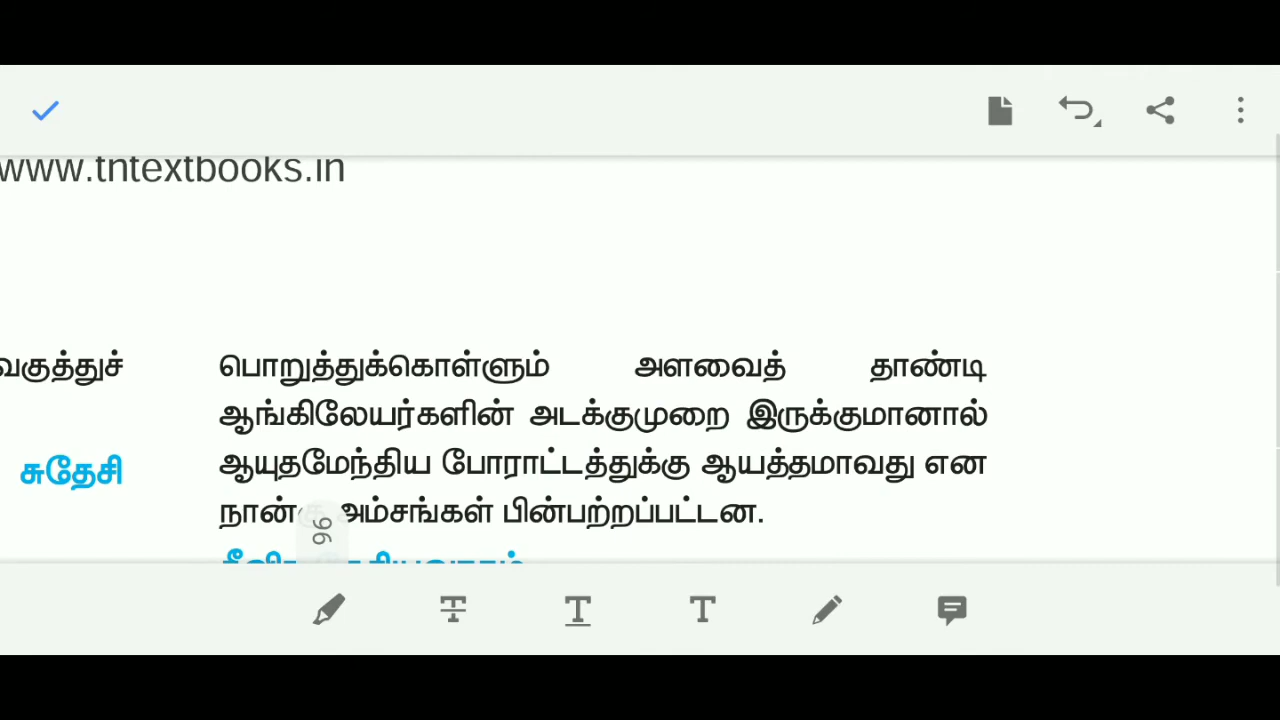 www.tntextbooks.in
வகுத்துச்
சுதேசி
பொறுத்துக்கொள்ளும் அளவைத் தாண்டி
ஆங்கிலேயர்களின் அடக்குமுறை இருக்குமானால்
ஆயுதமேந்திய போராட்டத்துக்கு ஆயத்தமாவது என
நான்கு அம்சங்கள் பின்பற்றப்பட்டன.
96